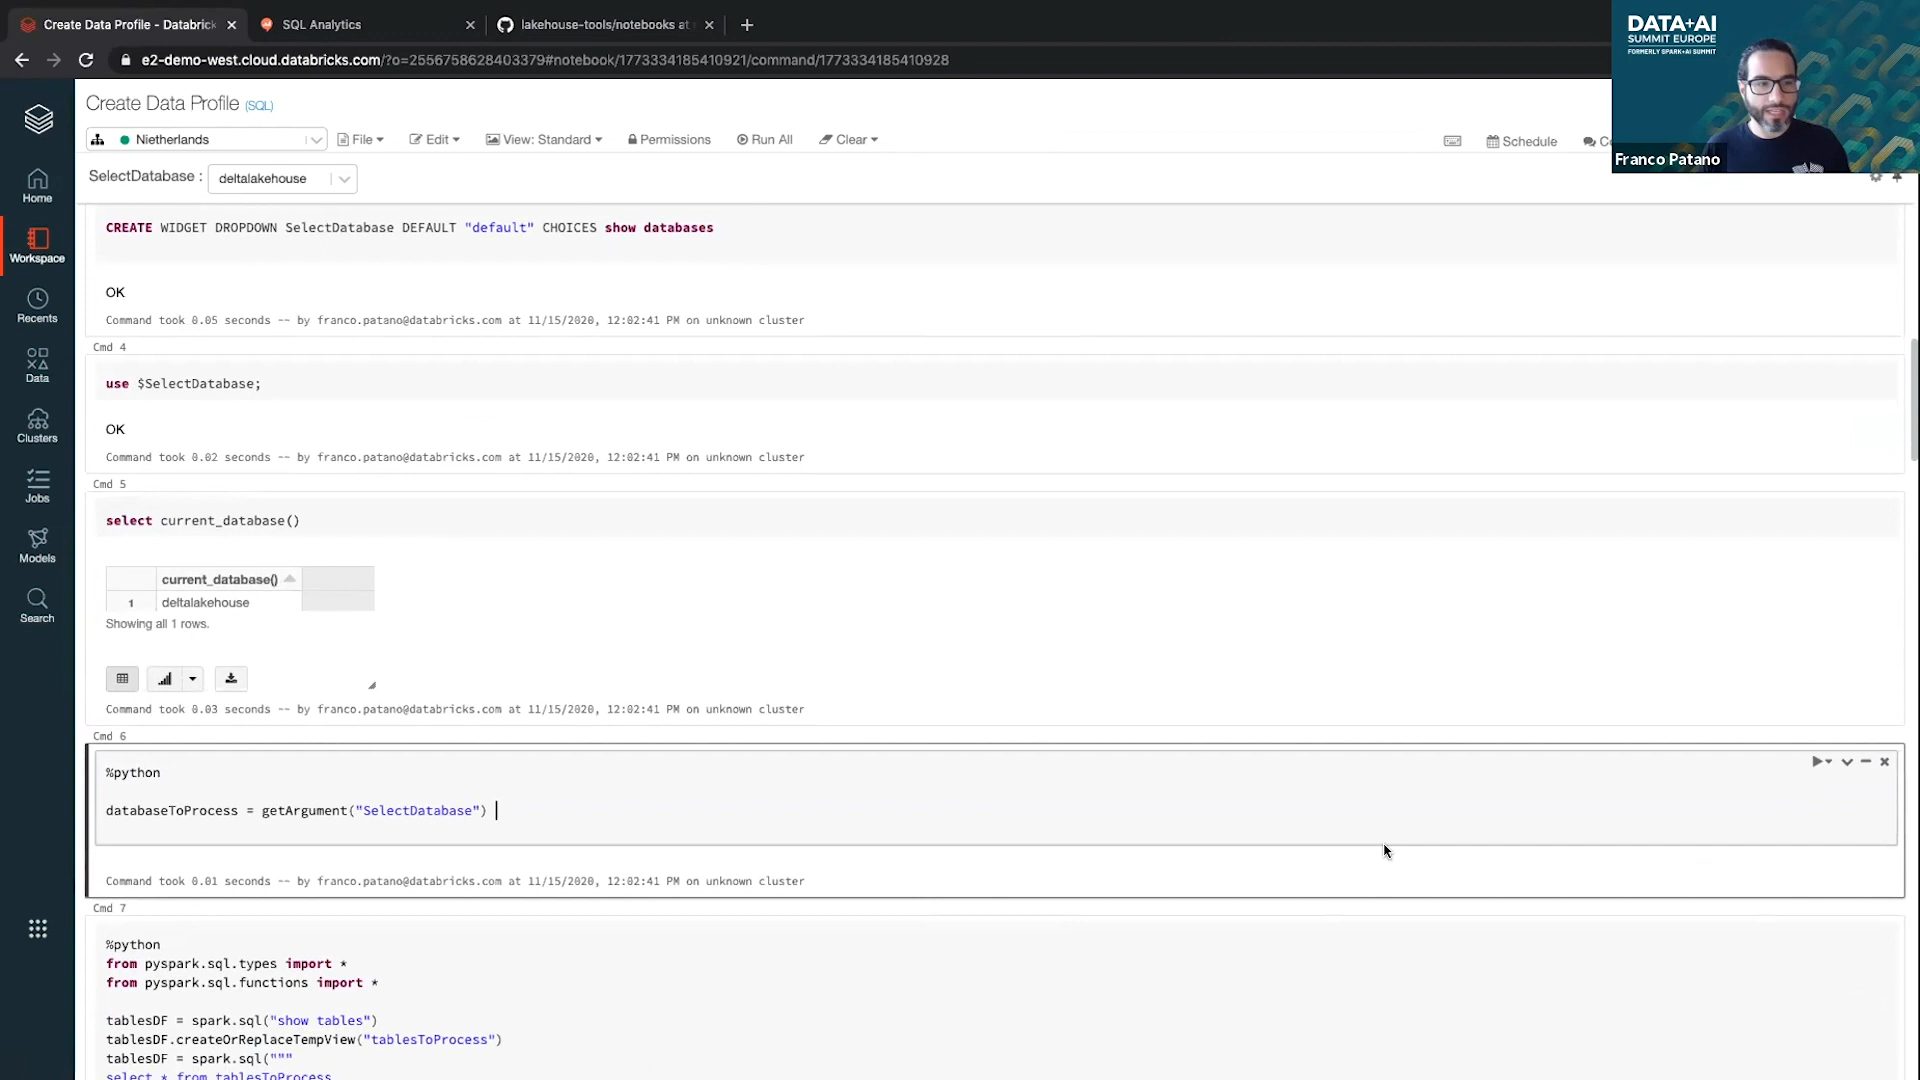 Create Data Profile - Databrick
SQL Analytics
lakehouse-tools/notebooks at
e2-demo-west.cloud.databricks.com/?o=2556758628403379#notebook/1773334185410921/command/1773334185410928
DATA+AI
SUMMIT EUROPE
FORMERLY SPARK+AI SUMMIT
Franco Patano
Create Data Profile (SQL)
Nietherlands
File
Edit
View: Standard
Permissions
Run All
Clear
Schedule
SelectDatabase :
deltalakehouse
Home
Workspace
Recents
Data
Clusters
Jobs
Models
Search
CREATE WIDGET DROPDOWN SelectDatabase DEFAULT "default" CHOICES show databases
OK
Command took 0.05 seconds -- by franco.patano@databricks.com at 11/15/2020, 12:02:41 PM on unknown cluster
Cmd 4
use $SelectDatabase;
OK
Command took 0.02 seconds -- by franco.patano@databricks.com at 11/15/2020, 12:02:41 PM on unknown cluster
Cmd 5
select current_database()
current_database()
1 deltalakehouse
Showing all 1 rows.
Command took 0.03 seconds -- by franco.patano@databricks.com at 11/15/2020, 12:02:41 PM on unknown cluster
Cmd 6
%python
databaseToProcess = getArgument("SelectDatabase")
Command took 0.01 seconds -- by franco.patano@databricks.com at 11/15/2020, 12:02:41 PM on unknown cluster
Cmd 7
%python
from pyspark.sql.types import *
from pyspark.sql.functions import *
tablesDF = spark.sql("show tables")
tablesDF.createOrReplaceTempView("tablesToProcess")
tablesDF = spark.sql("""
select * from tablesToProcess